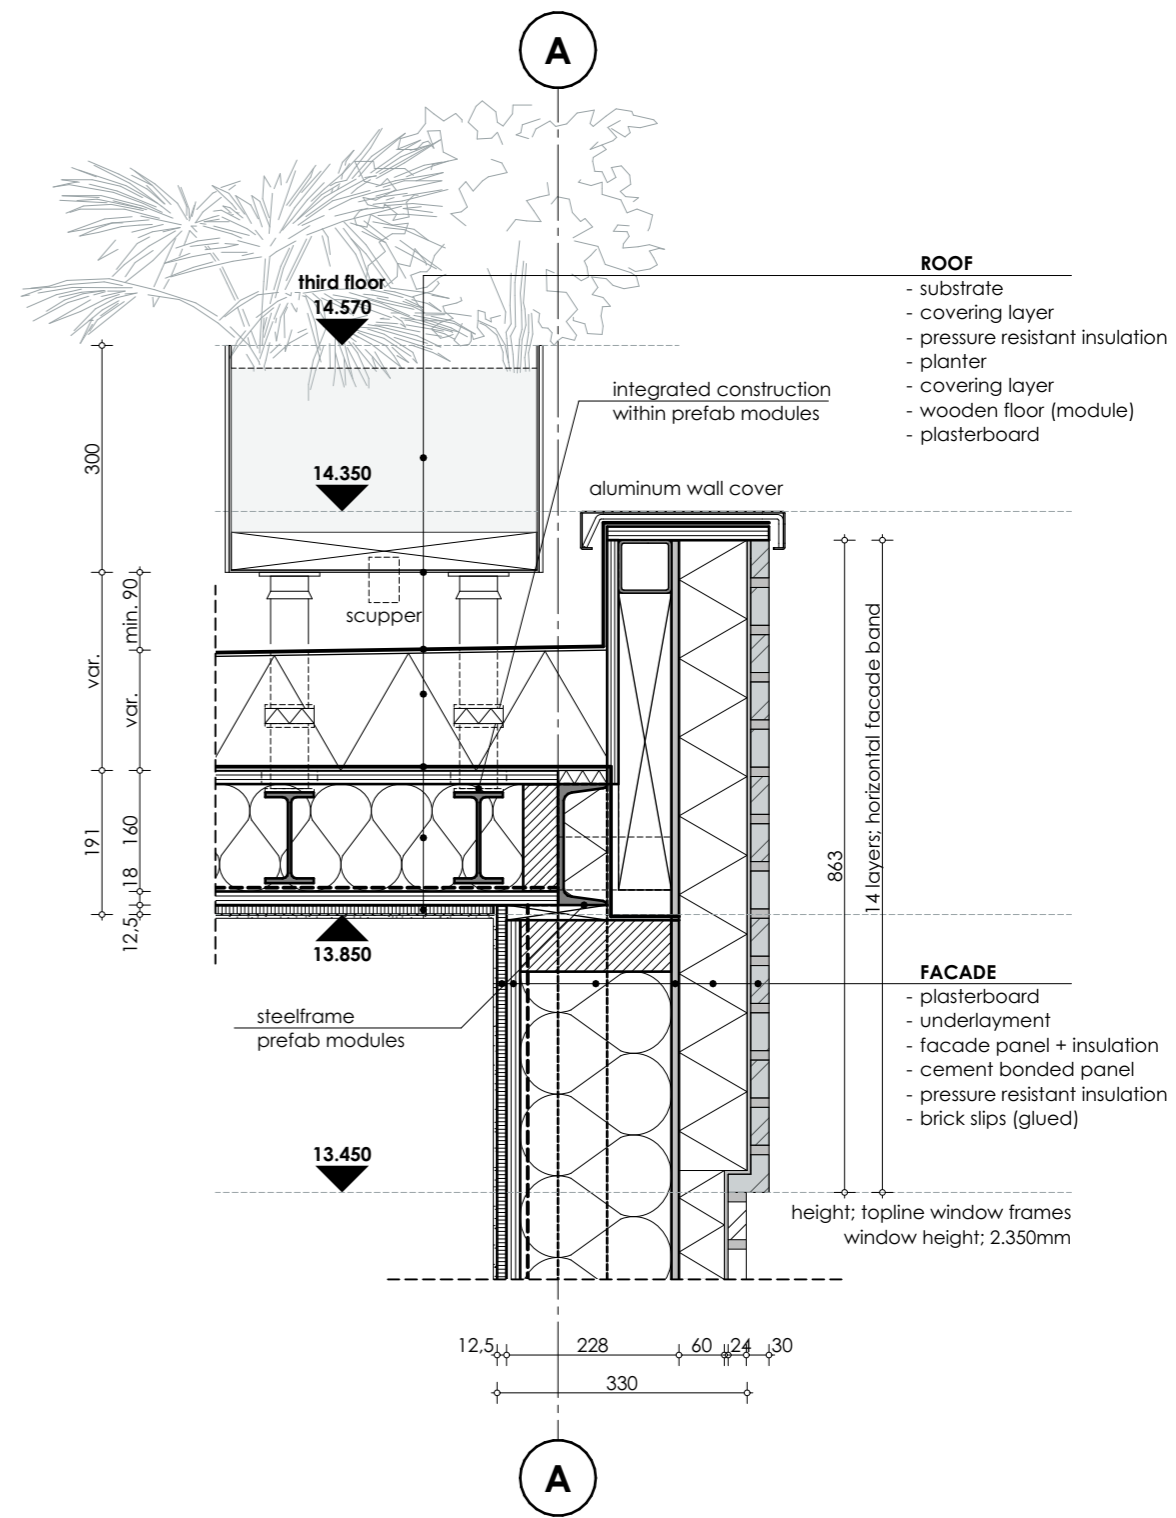 A
third floor
14.570
ROOF
- substrate
- covering layer
- pressure resistant insulation
- planter
- covering layer
- wooden floor (module)
- plasterboard
integrated construction
within prefab modules
14.350
aluminum wall cover
300
scupper
min. 90
var.
var.
191
160
18
12,5
863
14 layers; horizontal facade band
13.850
steelframe
prefab modules
FACADE
- plasterboard
- underlayment
- facade panel + insulation
- cement bonded panel
- pressure resistant insulation
- brick slips (glued)
13.450
height; topline window frames
window height; 2.350mm
12,5 228 60 24 30
330
A